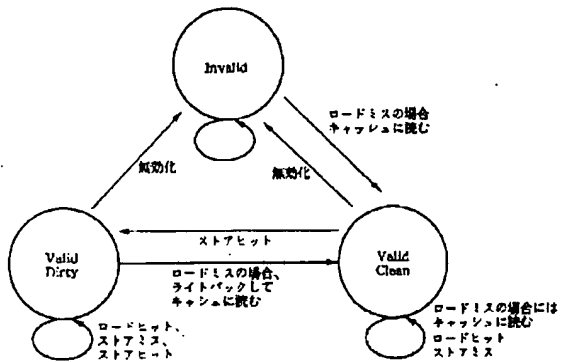 Invalid
ロードミスの場合
キャッシュに読む
無効化
無効化
ストアヒット
Valid
Dirty
Valid
Clean
ロードミスの場合、
ライトバックして
キャシュに読む
ロードヒット、
ストアミス、
ストアヒット
ロードミスの場合には
キャッシュに読む
ロードヒット
ストアミス